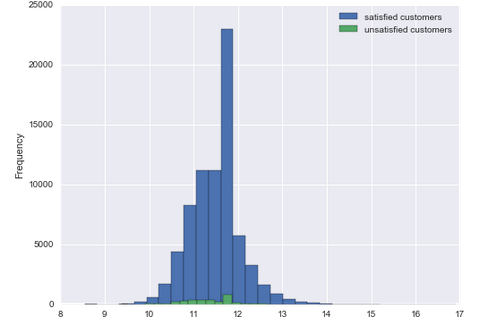 25000
20000
15000
10000
5000
0
Frequency
satisfied customers
unsatisfied customers
8 9 10 11 12 13 14 15 16 17